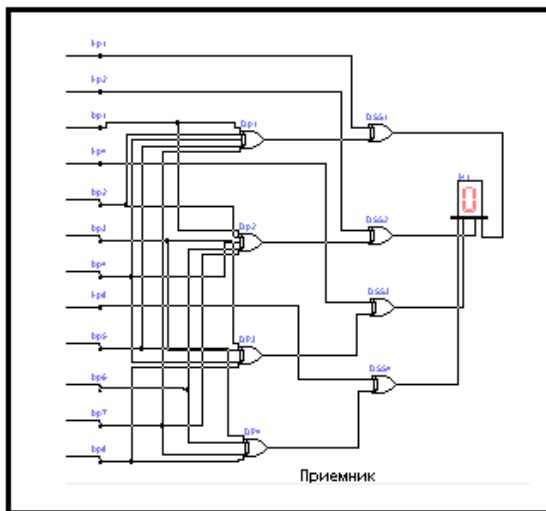 kp1
kp2
bp1
Dp1
DSS1
kp4
bp2
bp3
Dp2
DSS2
bp4
kp8
DSS3
bp5
DP3
bp6
DSS4
bp7
DP4
bp8
0
Приемник